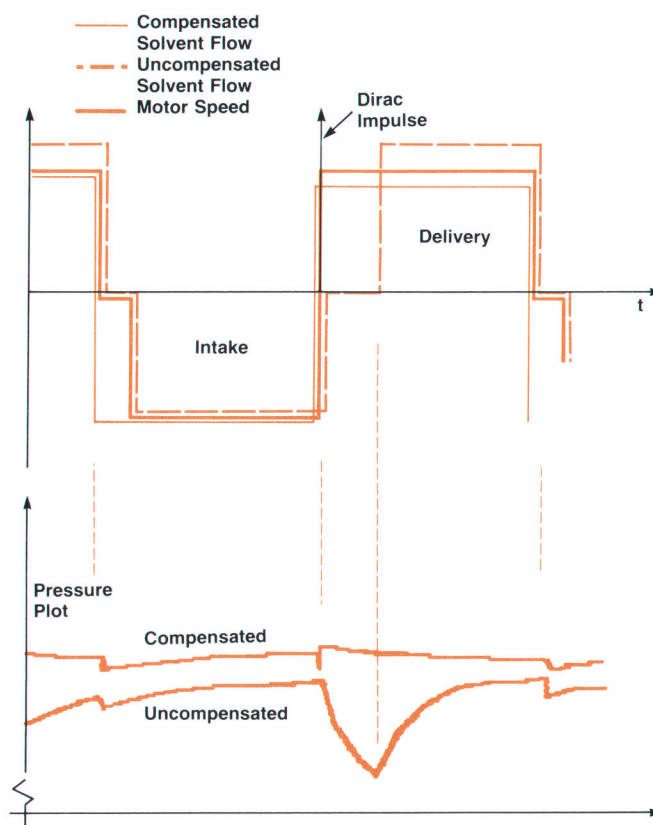 Compensated
Solvent Flow
Uncompensated
Solvent Flow
Motor Speed
Dirac
Impulse
Delivery
t
Intake
Pressure
Plot
Compensated
Uncompensated